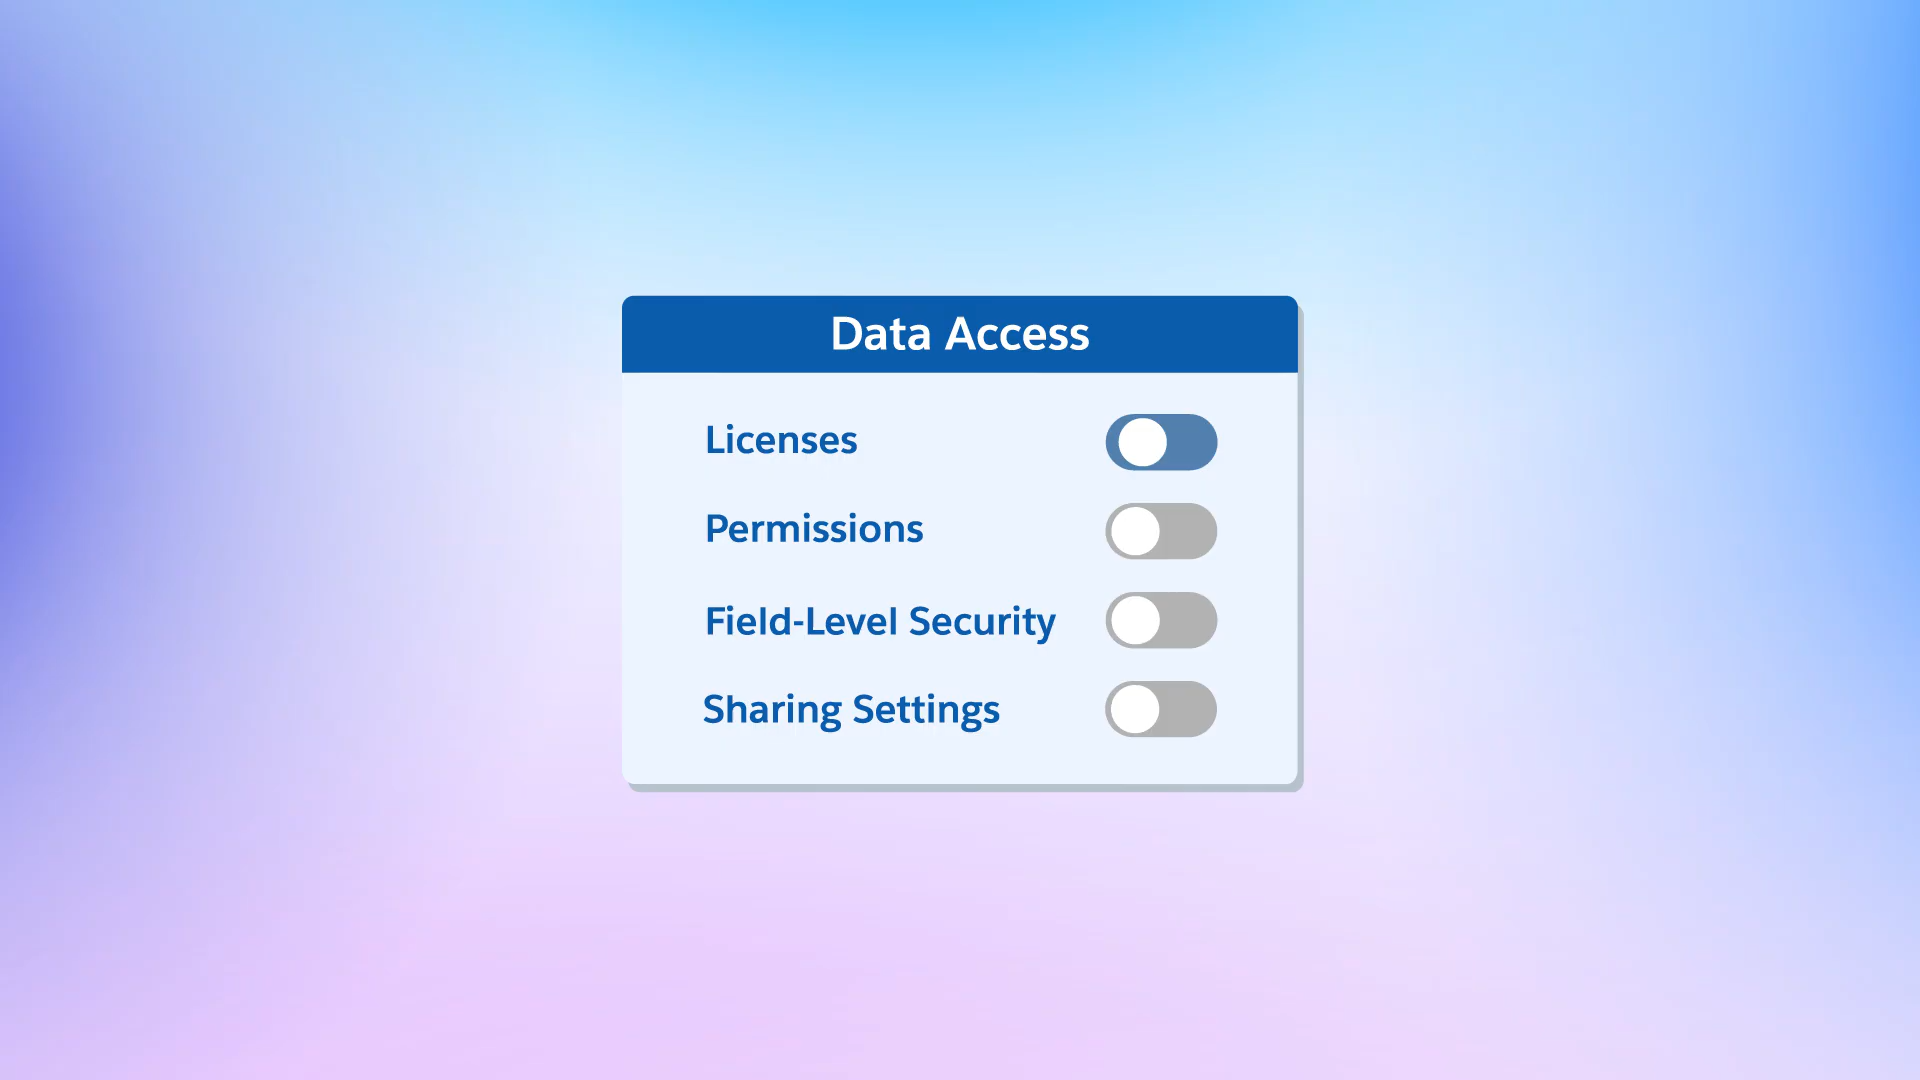 Data Access
Licenses
Permissions
Field-Level Security
Sharing Settings